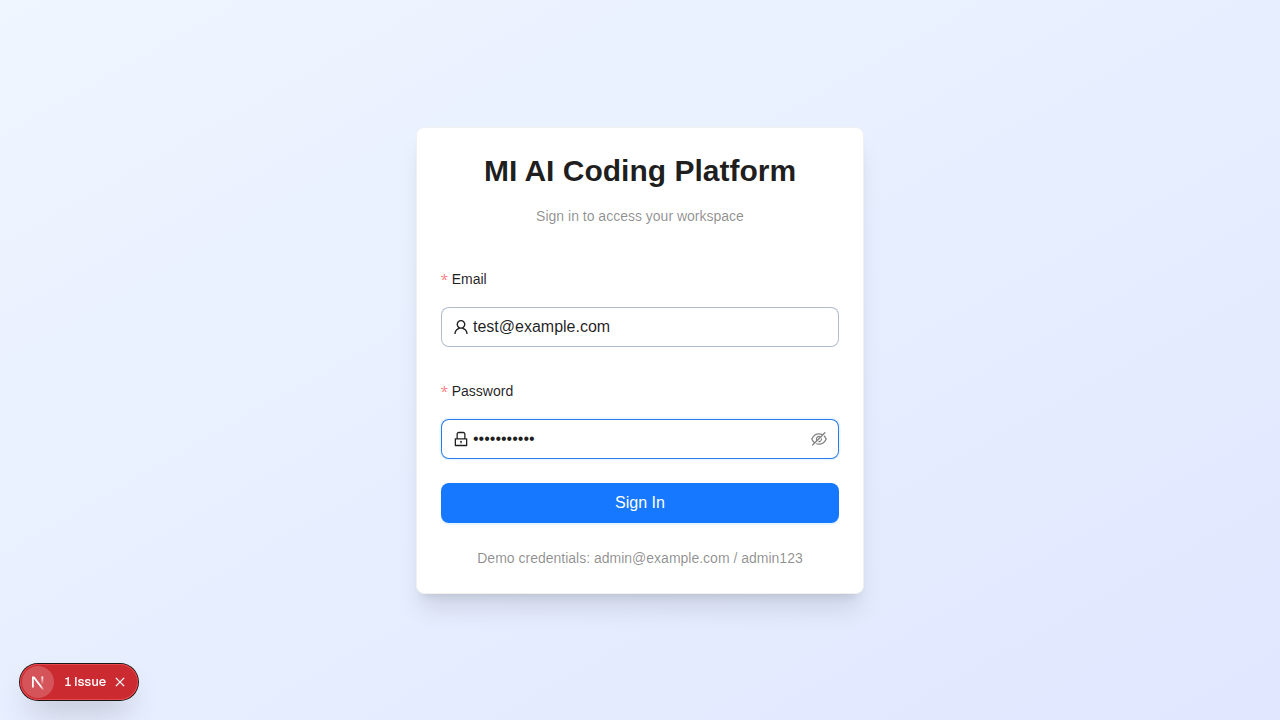 MI AI Coding Platform
Sign in to access your workspace
* Email
test@example.com
* Password
•••••••••••
Sign In
Demo credentials: admin@example.com / admin123
N 1 Issue